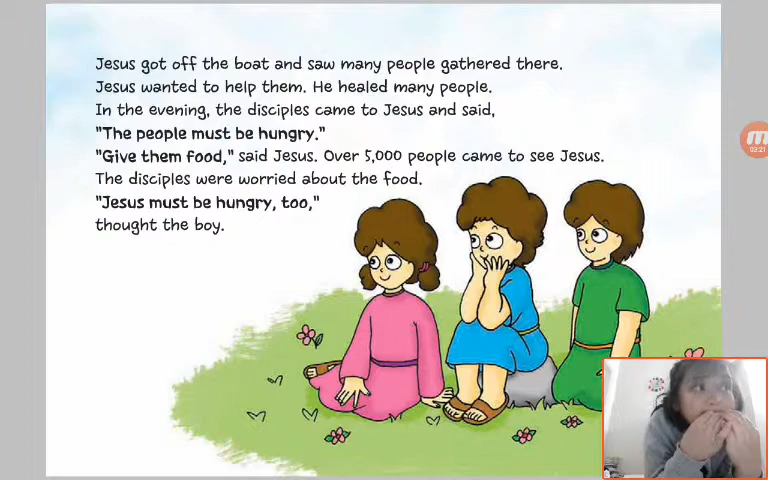 Jesus got off the boat and saw many people gathered there.
Jesus wanted to help them. He healed many people.
In the evening, the disciples came to Jesus and said,
"The people must be hungry."
"Give them food," said Jesus. Over 5,000 people came to see Jesus.
The disciples were worried about the food.
"Jesus must be hungry, too,"
thought the boy.
03:21